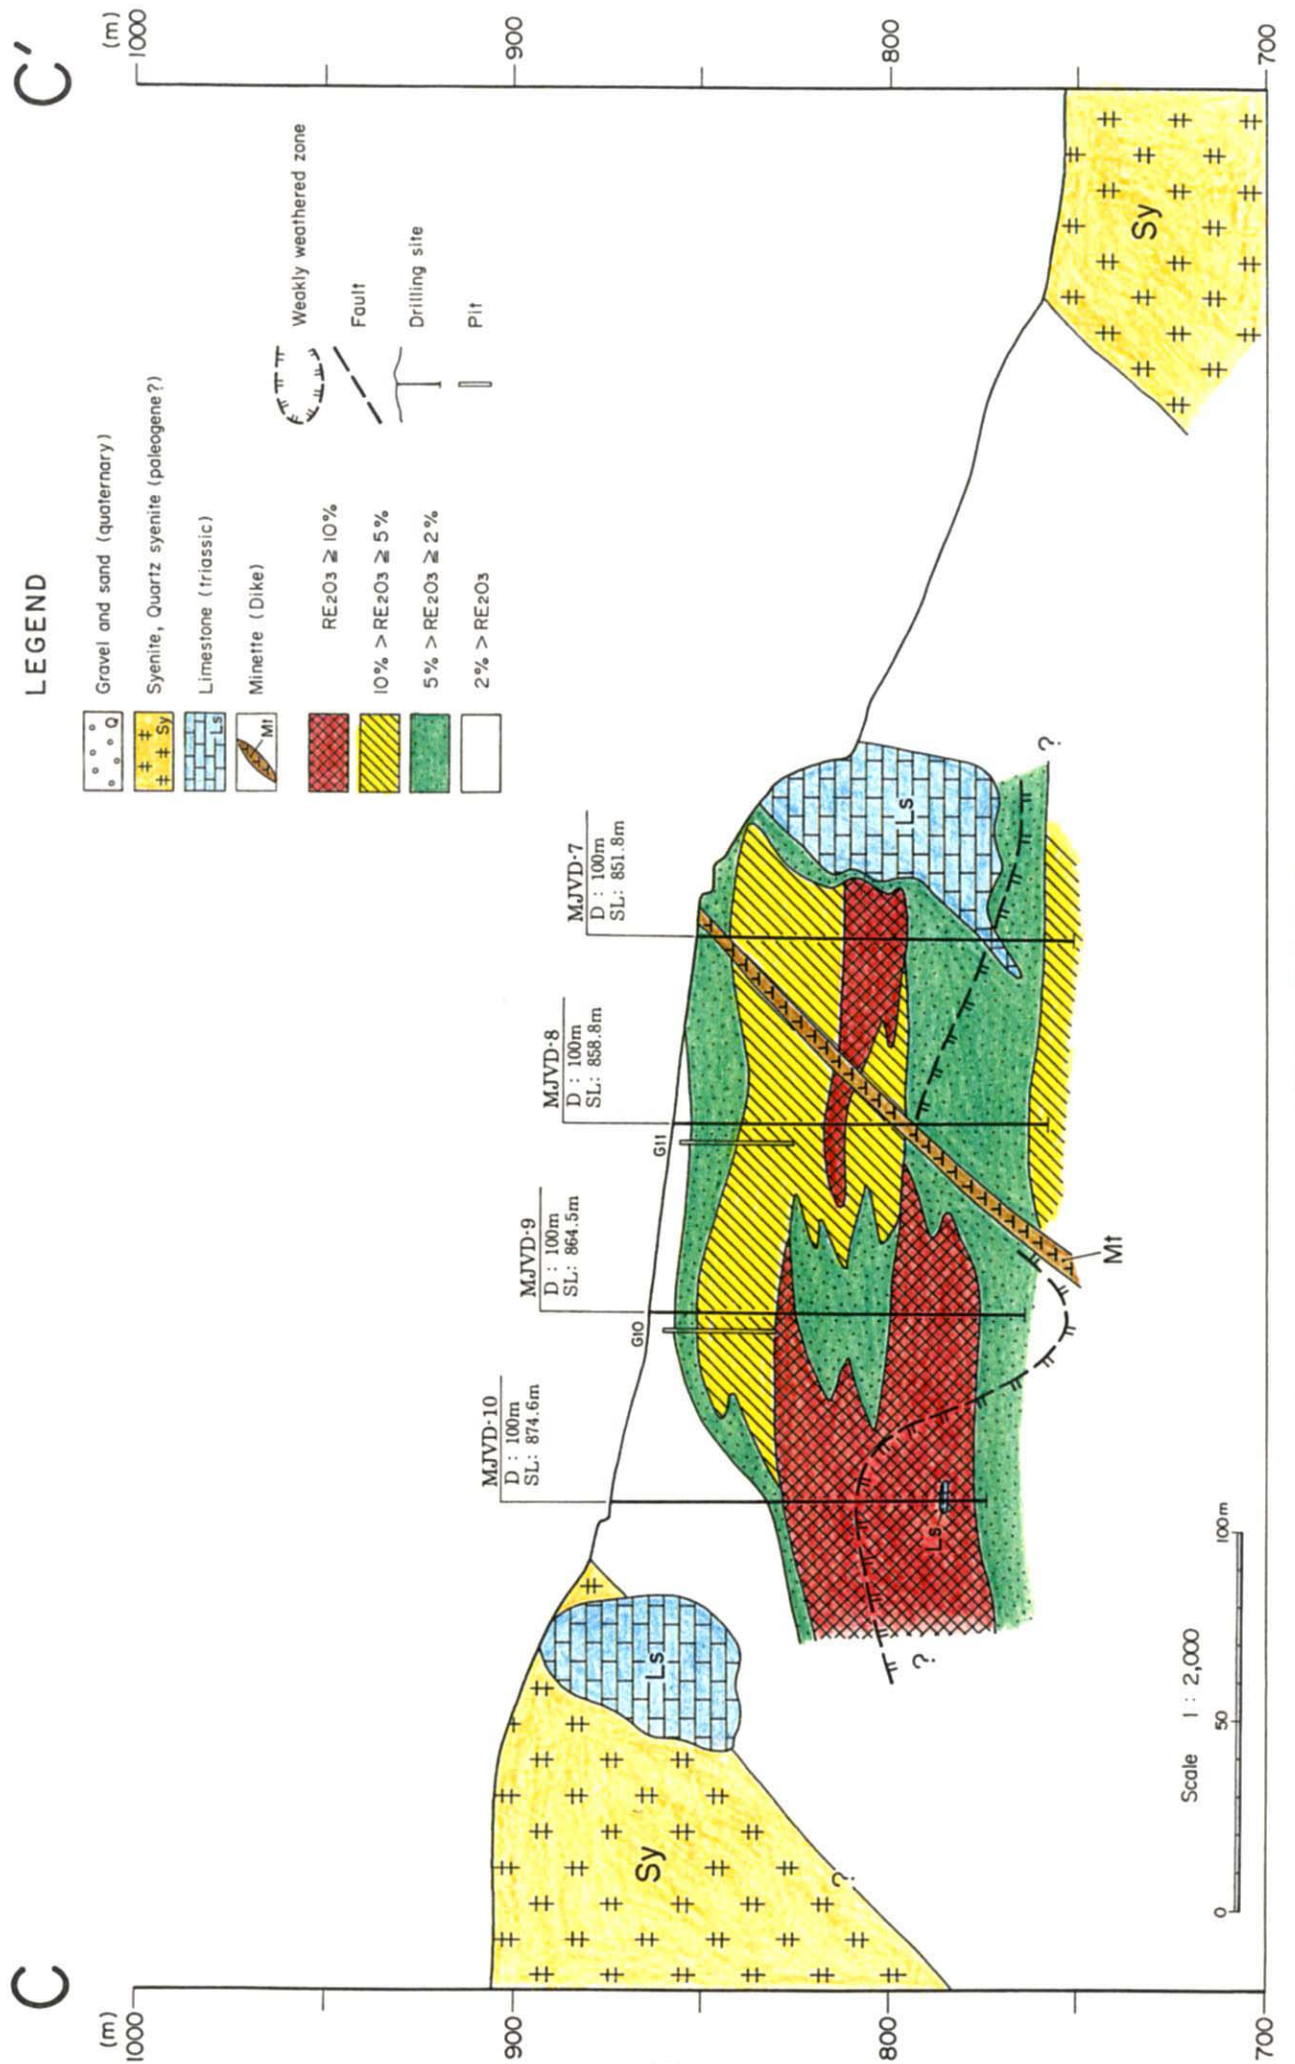 C
C′
LEGEND
Q
Gravel and sand (quaternary)
Sy
Syenite, Quartz syenite (paleogene?)
Ls
Limestone (triassic)
Mt
Minette (Dike)
RE2O3 ≧ 10%
10% > RE2O3 ≧ 5%
5% > RE2O3 ≧ 2%
2% > RE2O3
Weakly weathered zone
Fault
Drilling site
Pit
(m)
1000
900
800
700
(m)
1000
900
800
700
MJVD-10
D : 100m
SL: 874.6m
MJVD-9
D : 100m
SL: 864.5m
MJVD-8
D : 100m
SL: 858.8m
MJVD-7
D : 100m
SL: 851.8m
G10
G11
Sy
Ls
Ls
Ls
Sy
Mt
?
?
?
Scale 1 : 2,000
0
50
100m